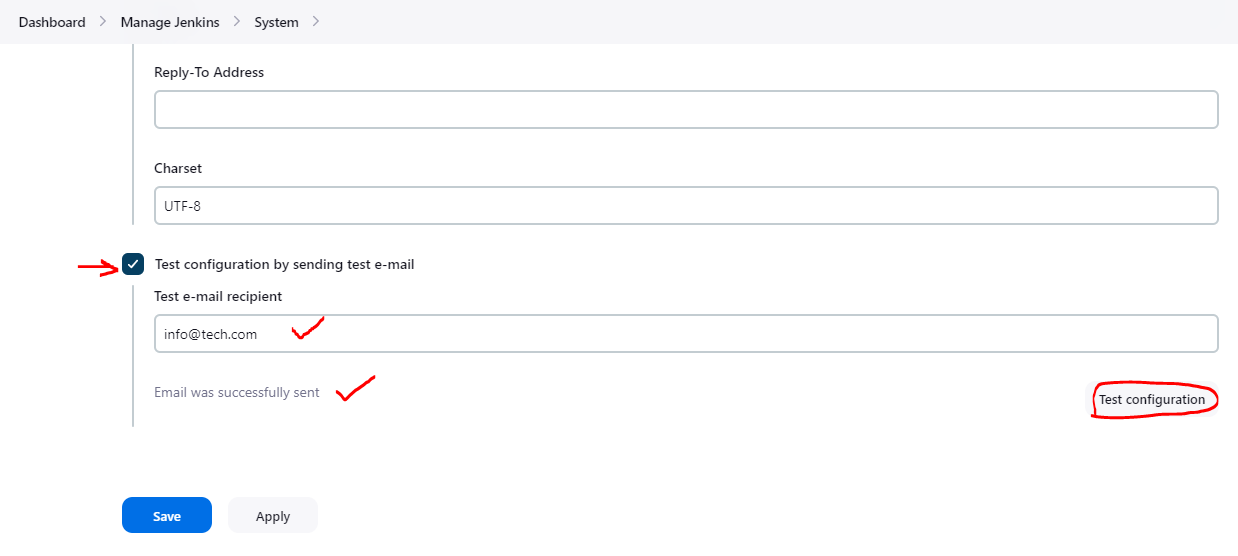 Dashboard > Manage Jenkins > System >
Reply-To Address
Charset
UTF-8
Test configuration by sending test e-mail
Test e-mail recipient
info@tech.com
Email was successfully sent
Test configuration
Save Apply